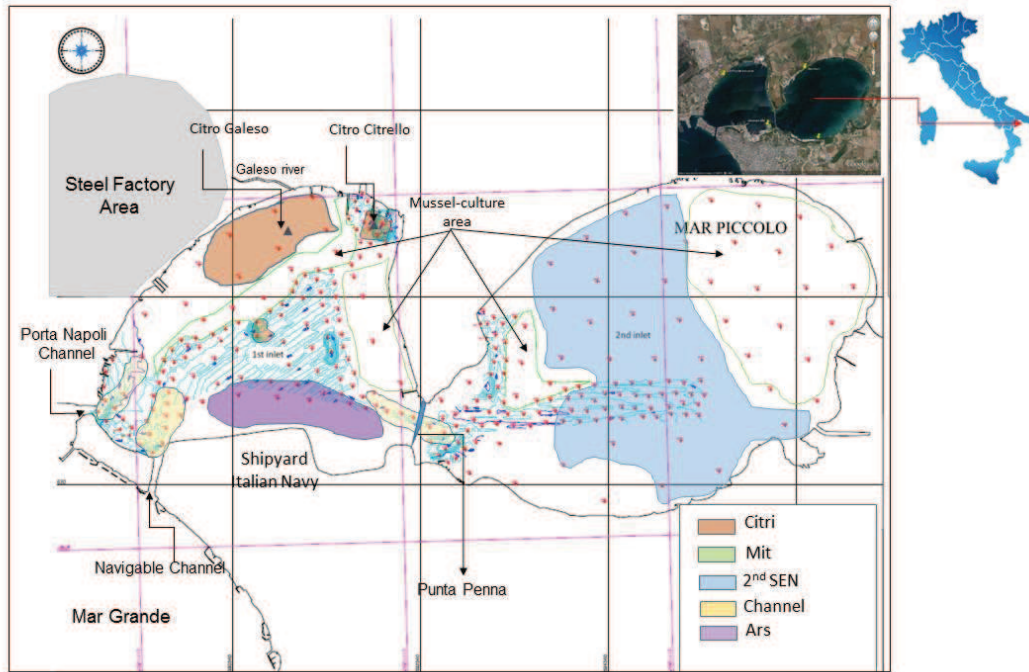 Citro Galeso
Citro Citrello
Galeso river
Steel Factory
Area
Mussel-culture
area
MAR PICCOLO
Porta Napoli
Channel
1st inlet
2nd inlet
Shipyard
Italian Navy
Navigable Channel
Punta Penna
Mar Grande
Citri
Mit
2nd SEN
Channel
Ars